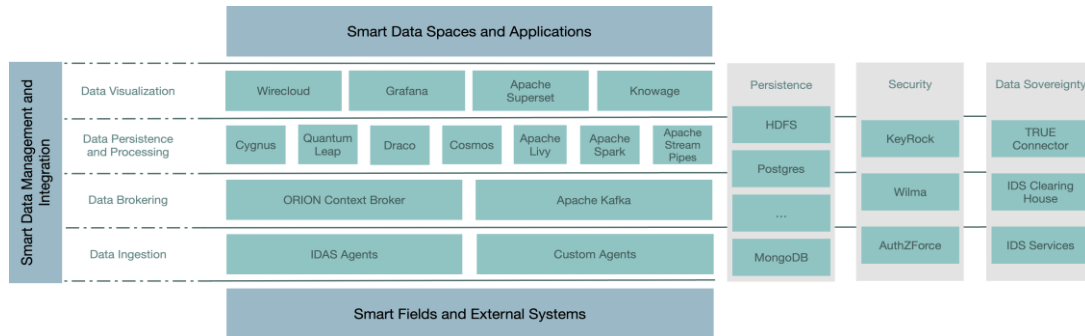 Smart Data Spaces and Applications
Smart Data Management and
Integration
Data Visualization
Wirecloud
Grafana
Apache
Superset
Knowage
Data Persistence
and Processing
Cygnus
Quantum
Leap
Draco
Cosmos
Apache
Livy
Apache
Spark
Apache
Stream
Pipes
Data Brokering
ORION Context Broker
Apache Kafka
Data Ingestion
IDAS Agents
Custom Agents
Smart Fields and External Systems
Persistence
HDFS
Postgres
...
MongoDB
Security
KeyRock
Wilma
AuthZForce
Data Sovereignty
TRUE
Connector
IDS Clearing
House
IDS Services